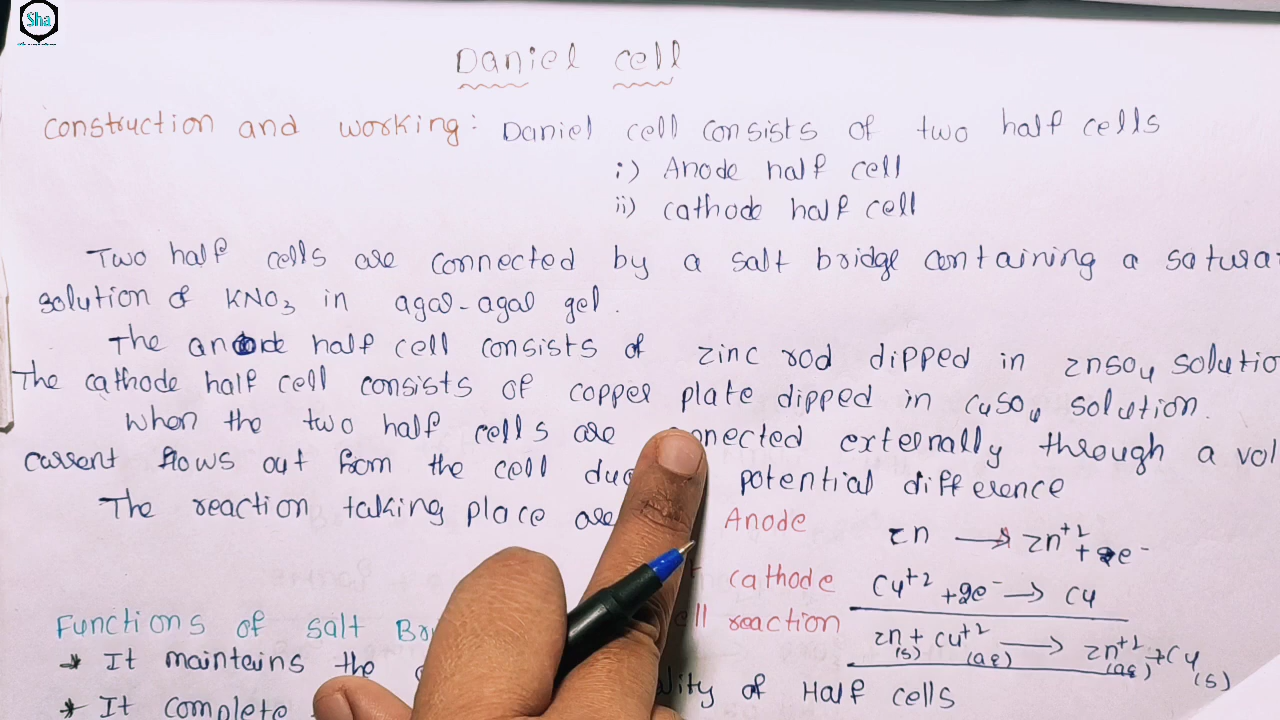 Sha
Daniel cell
construction and working: Daniel cell consists of two half cells
i) Anode half cell
ii) cathode half cell
Two half cells are connected by a salt bridge containing a
solution of KNO3 in agar-agar gel.
The anode half cell consists of zinc rod dipped in znso4
The cathode half cell consists of copper plate dipped in cuso4 solution.
when the two half cells are externally through a
current flows out from the cell potential difference
The reaction taking place are Anode zn → zn+2 + 2e-
cathode cu+2 + 2e- → cu
reaction zn(s) + cu+2(aq) → zn+2(aq) + cu(s)
Functions of salt
* It maintains the of Half cells
* It complete